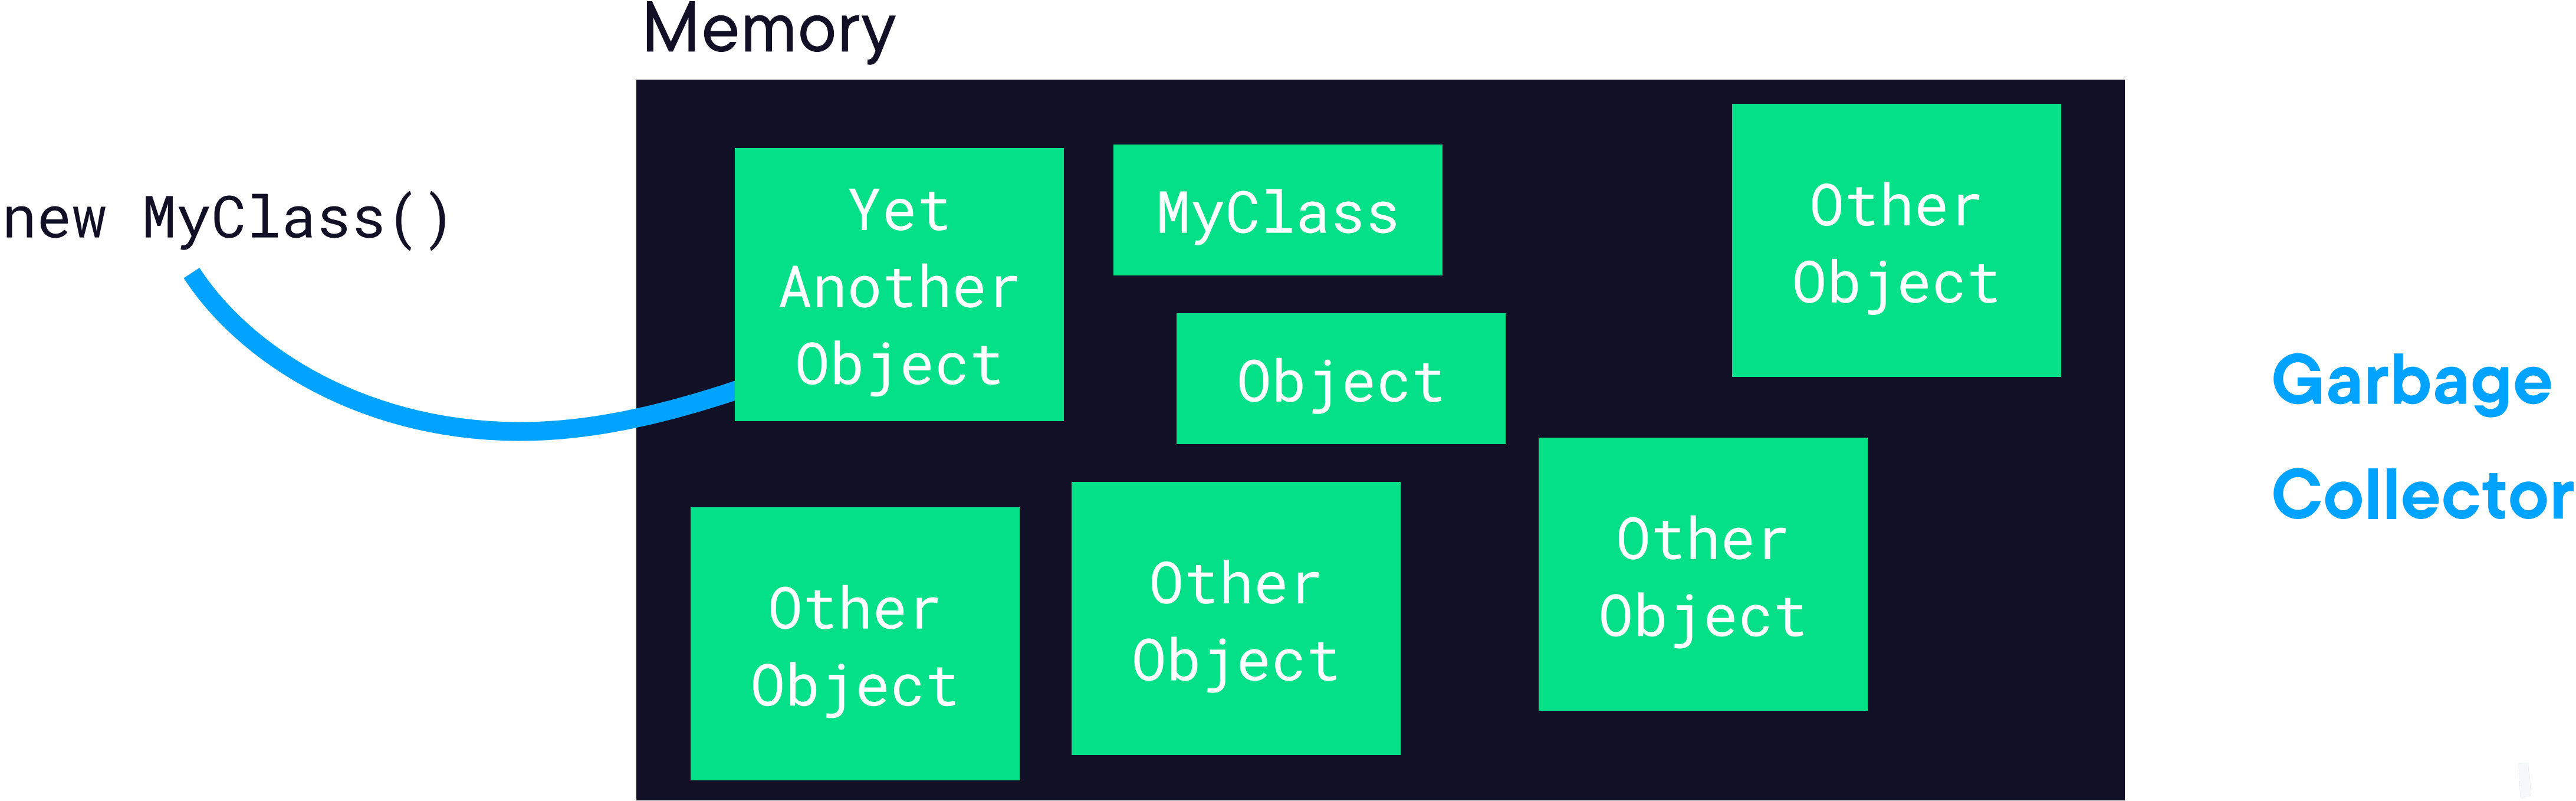 Memory
new MyClass()
Yet
Another
Object
MyClass
Object
Other
Object
Other
Object
Other
Object
Other
Object
Garbage
Collector